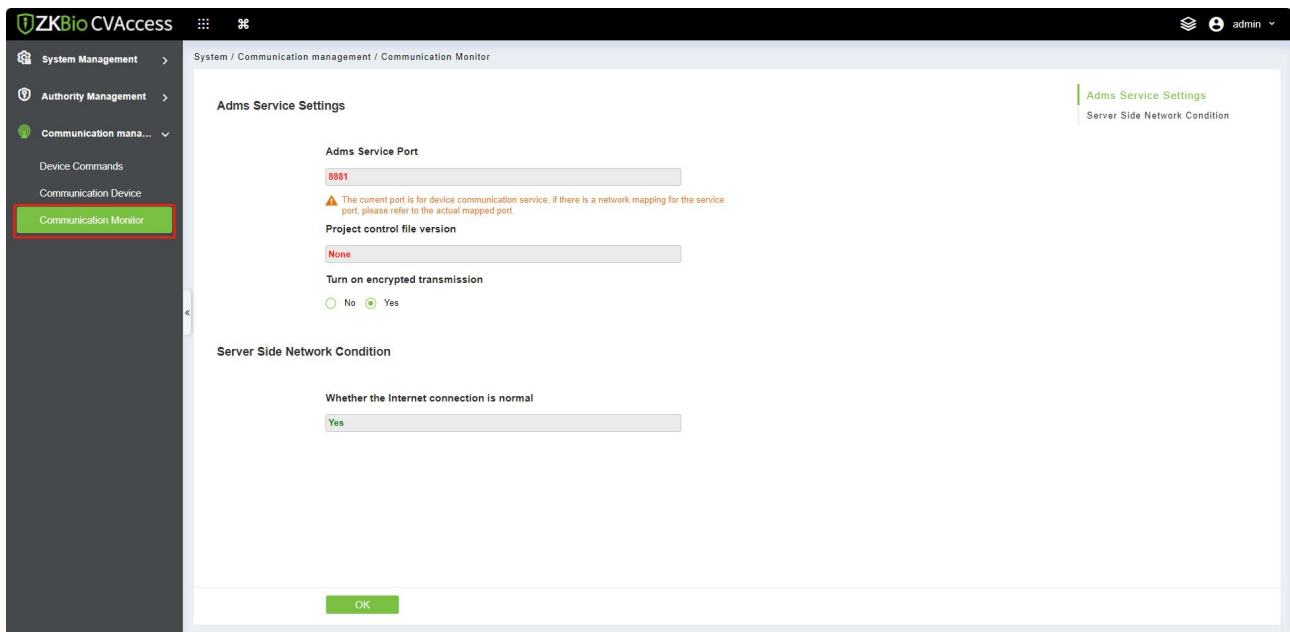 ZKBio CVAccess
admin
System Management
Authority Management
Communication mana...
Device Commands
Communication Device
Communication Monitor
System / Communication management / Communication Monitor
Adms Service Settings
Adms Service Port
8881
The current port is for device communication service, if there is a network mapping for the service
port, please refer to the actual mapped port.
Project control file version
None
Turn on encrypted transmission
No Yes
Server Side Network Condition
Whether the Internet connection is normal
Yes
OK
Adms Service Settings
Server Side Network Condition